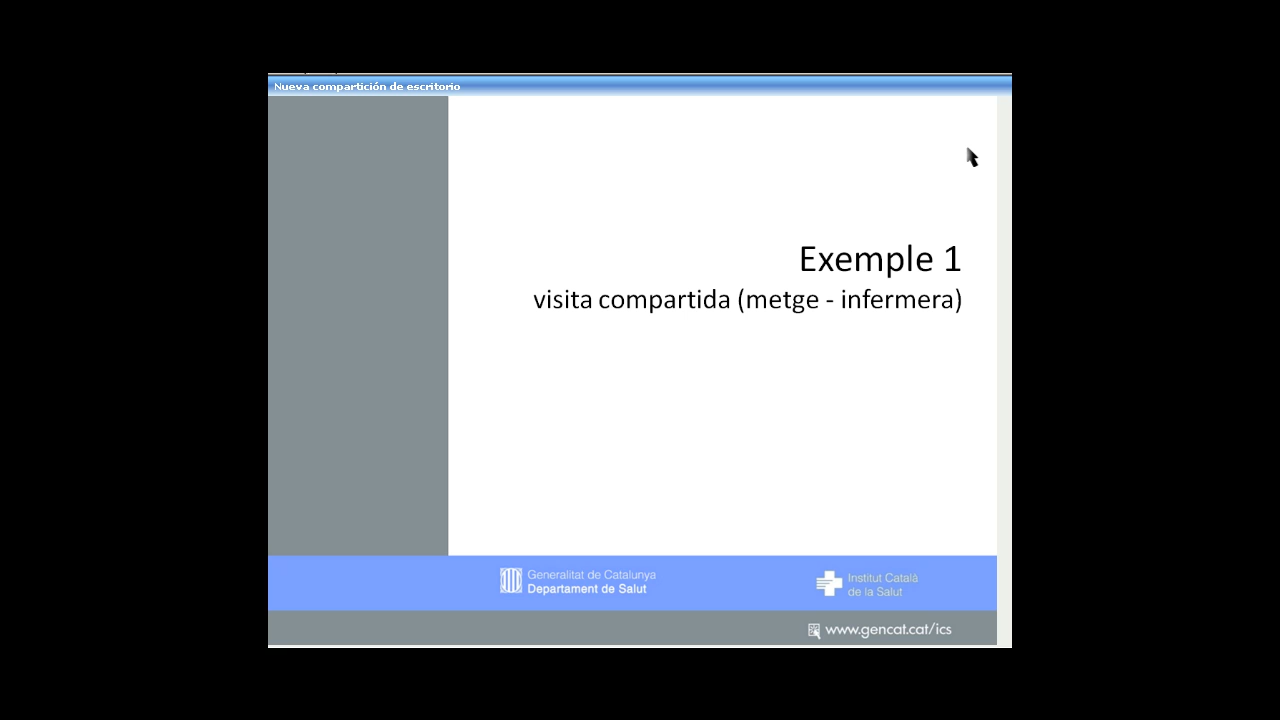 Nueva compartición de escritorio
Exemple 1
visita compartida (metge - infermera)
Generalitat de Catalunya
Departament de Salut
Institut Català
de la Salut
www.gencat.cat/ics